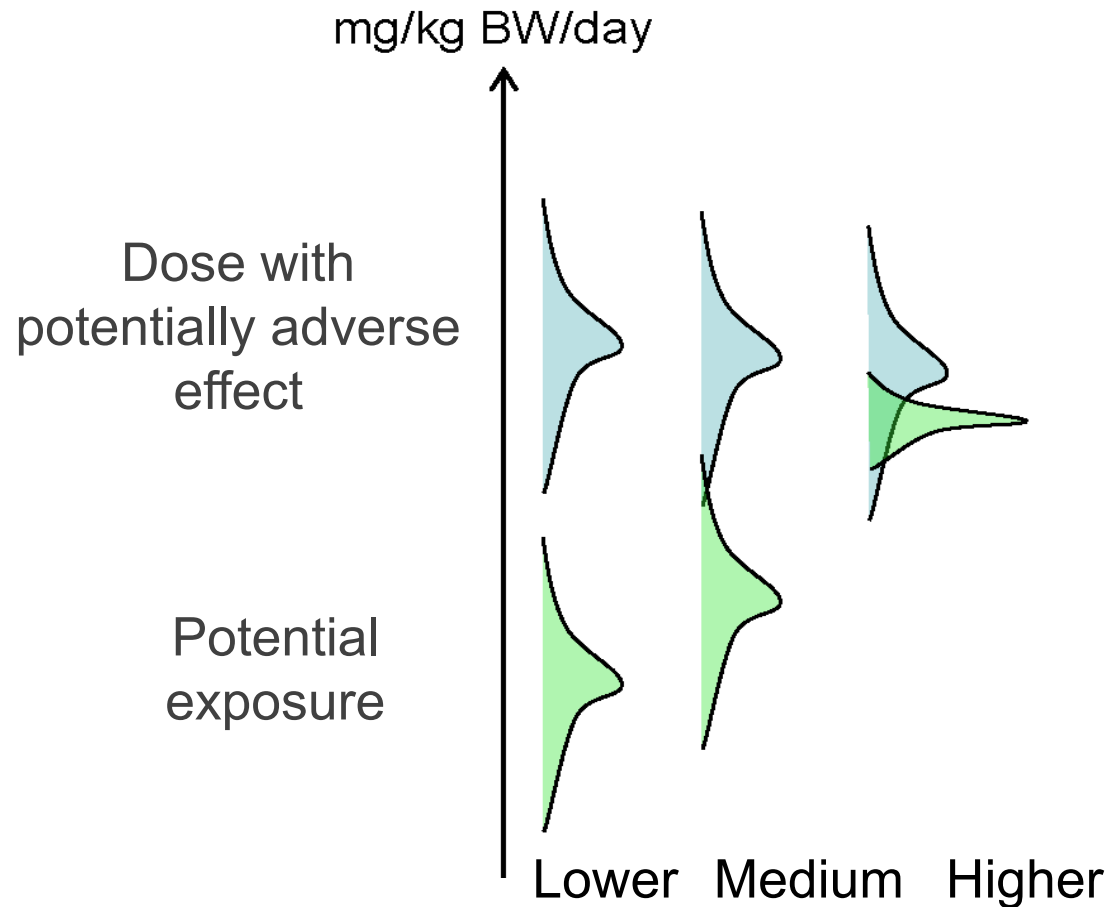 mg/kg BW/day
Dose with
potentially adverse
effect
Potential
exposure
Lower Medium Higher